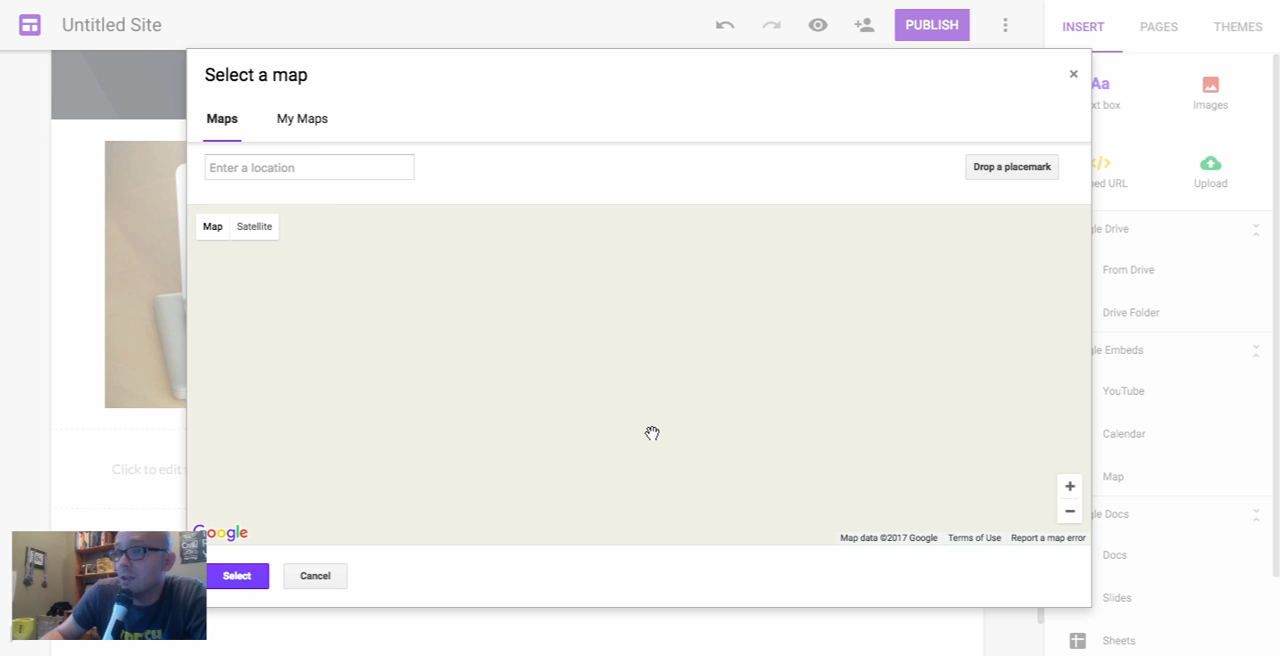 Untitled Site
PUBLISH
INSERT
PAGES
THEMES
Select a map
×
Maps
My Maps
Enter a location
Drop a placemark
Map
Satellite
Google
Map data ©2017 Google
Terms of Use
Report a map error
Select
Cancel
Aa
xt box
Images
</>
ed URL
Upload
gle Drive
From Drive
Drive Folder
gle Embeds
YouTube
Calendar
Map
gle Docs
Docs
Slides
Sheets
Click to edit